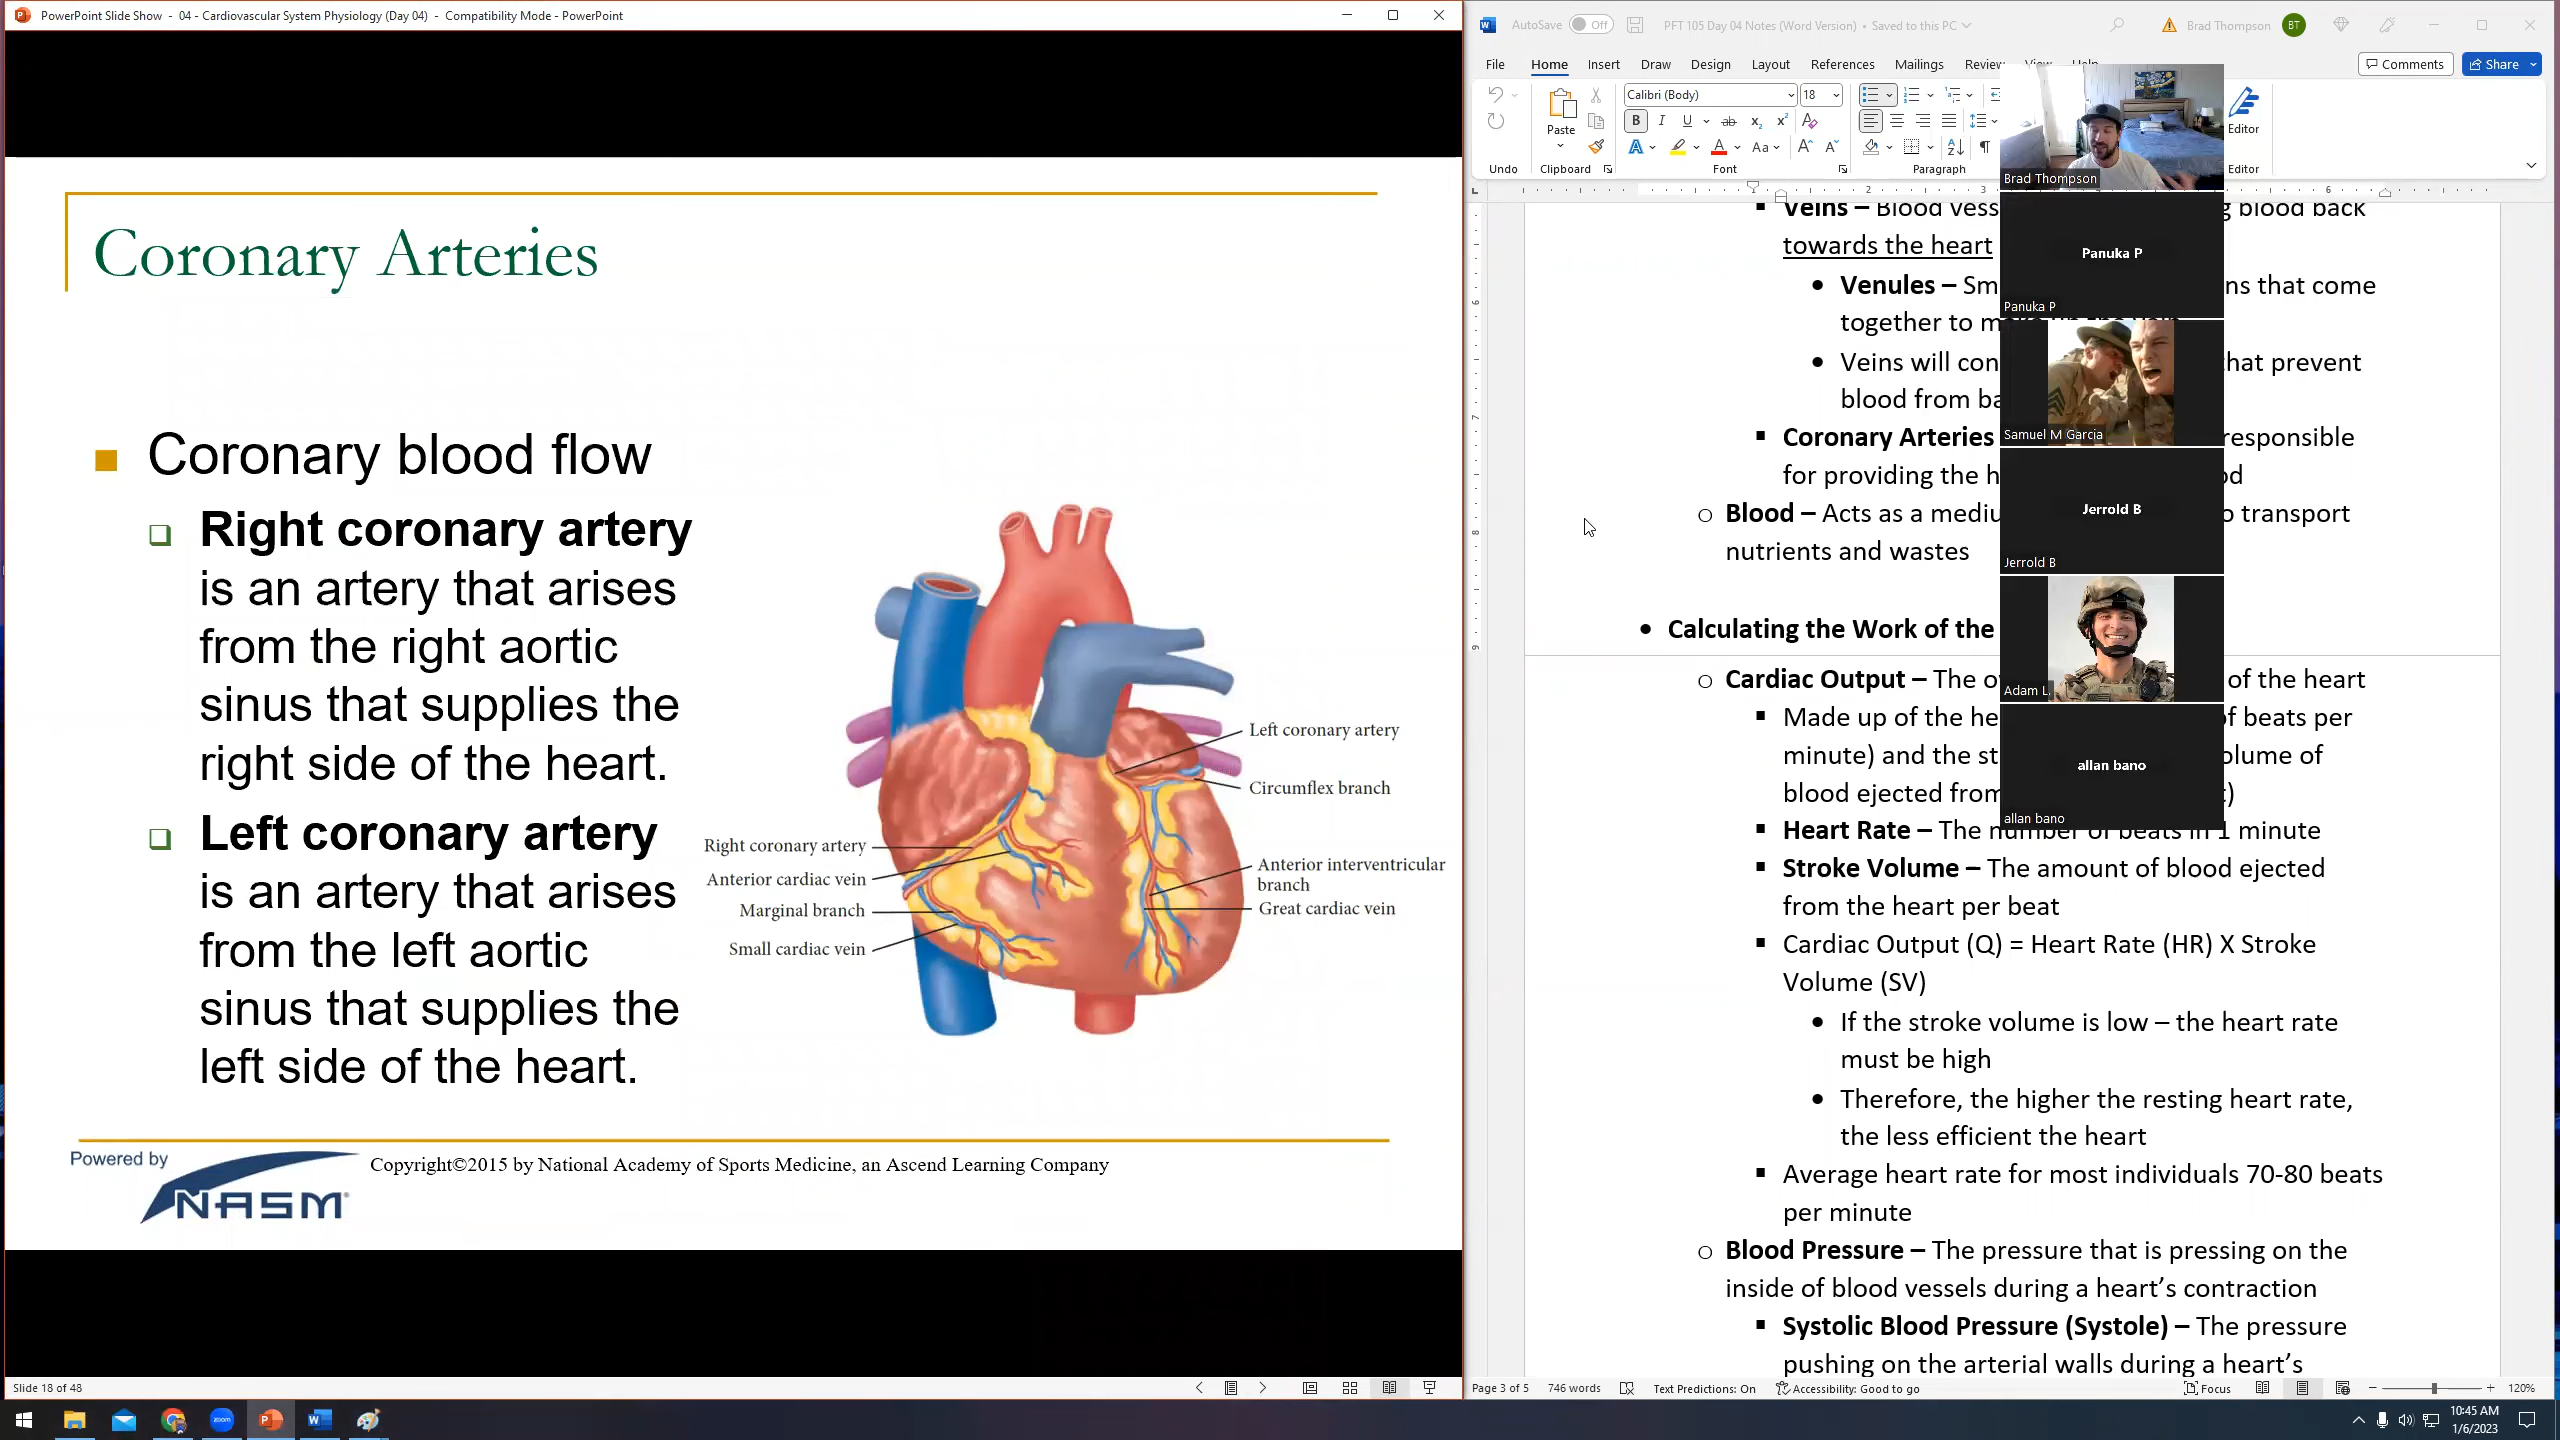 PowerPoint Slide Show - 04 - Cardiovascular System Physiology (Day 04) - Compatibility Mode - PowerPoint
Coronary Arteries
Coronary blood flow
Right coronary artery
is an artery that arises
from the right aortic
sinus that supplies the
right side of the heart.
Left coronary artery
is an artery that arises
from the left aortic
sinus that supplies the
left side of the heart.
Left coronary artery
Circumflex branch
Right coronary artery
Anterior cardiac vein
Marginal branch
Small cardiac vein
Anterior interventricular
branch
Great cardiac vein
Powered by
NASM
Copyright©2015 by National Academy of Sports Medicine, an Ascend Learning Company
Slide 18 of 48
AutoSave Off
PFT 105 Day 04 Notes (Word Version) • Saved to this PC
Brad Thompson BT
File Home Insert Draw Design Layout References Mailings Review View Help
Comments Share
Calibri (Body) 18
Paste
Editor
Undo Clipboard Font Paragraph Editor
Veins – Blood g blood back
towards the heart
Venules – ns that come
together to
Veins will hat prevent
blood from
Coronary Arteries responsible
for providing the
Blood – Acts as a o transport
nutrients and wastes
Calculating the Work of the
Cardiac Output – The of the heart
Made up of the of beats per
minute) and the
blood ejected
Heart Rate – The number of beats in 1 minute
Stroke Volume – The amount of blood ejected
from the heart per beat
Cardiac Output (Q) = Heart Rate (HR) X Stroke
Volume (SV)
If the stroke volume is low – the heart rate
must be high
Therefore, the higher the resting heart rate,
the less efficient the heart
Average heart rate for most individuals 70-80 beats
per minute
Blood Pressure – The pressure that is pressing on the
inside of blood vessels during a heart’s contraction
Systolic Blood Pressure (Systole) – The pressure
pushing on the arterial walls during a heart’s
Brad Thompson
Panuka P
Panuka P
Samuel M Garcia
Jerrold B
Jerrold B
Adam L.
allan bano
allan bano
Page 3 of 5 746 words Text Predictions: On Accessibility: Good to go Focus 120%
10:45 AM
1/6/2023